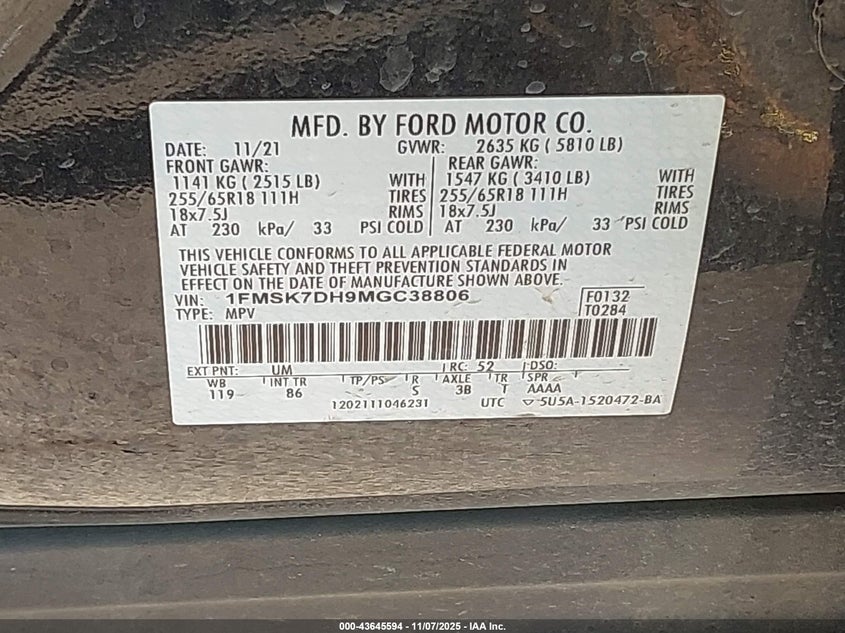 MFD. BY FORD MOTOR CO.
DATE: 11/21 GVWR: 2635 KG ( 5810 LB)
FRONT GAWR: REAR GAWR:
1141 KG ( 2515 LB) WITH 1547 KG ( 3410 LB) WITH
255/65R18 111H TIRES 255/65R18 111H TIRES
18x7.5J RIMS 18x7.5J RIMS
AT 230 kPa/ 33 PSI COLD AT 230 kPa/ 33 PSI COLD
THIS VEHICLE CONFORMS TO ALL APPLICABLE FEDERAL MOTOR
VEHICLE SAFETY AND THEFT PREVENTION STANDARDS IN
EFFECT ON THE DATE OF MANUFACTURE SHOWN ABOVE.
VIN: 1FMSK7DH9MGC38806 F0132
TYPE: MPV T0284
EXT PNT: UM RC: 52 DSO:
WB INT TR TP/PS R AXLE TR SPR
119 86 S 3B T AAAA
1202111046231 UTC ▽ 5U5A-1520472-BA
000-43645594 - 11/07/2025 - IAA Inc.